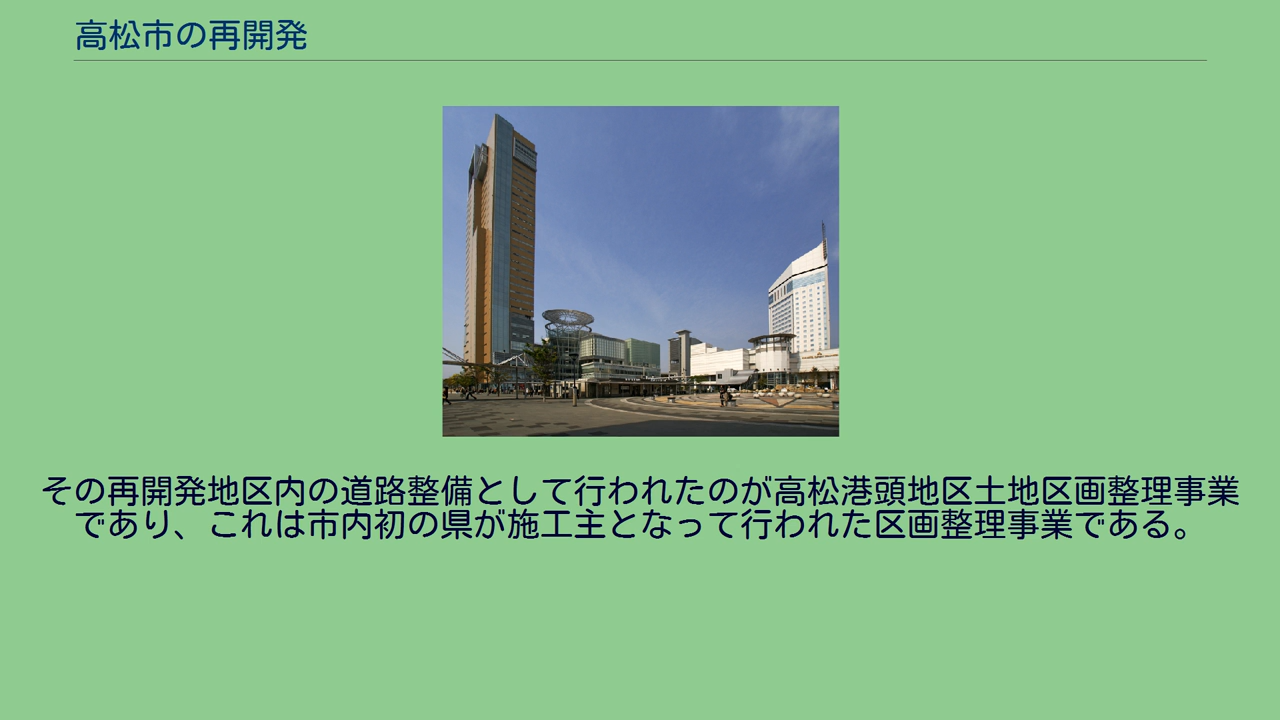 高松市の再開発
その再開発地区内の道路整備として行われたのが高松港頭地区土地区画整理事業
であり、これは市内初の県が施工主となって行われた区画整理事業である。